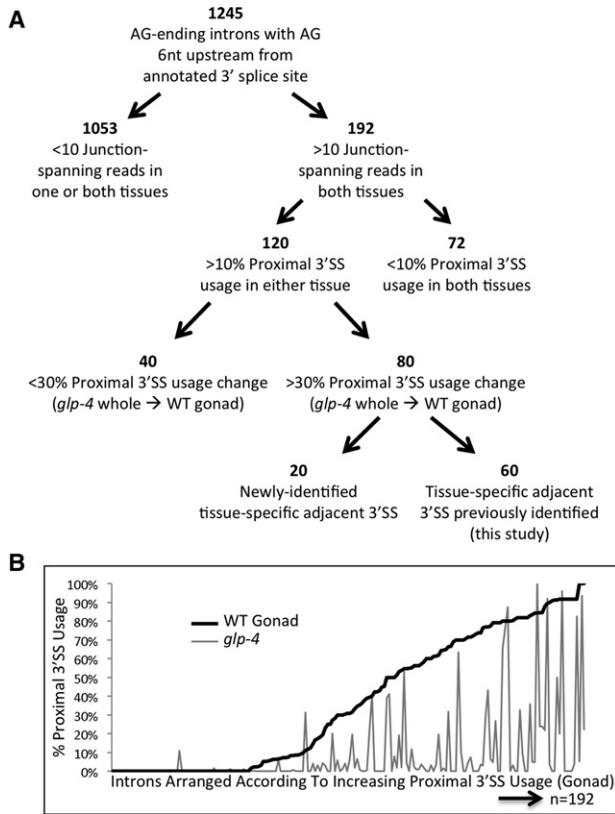 A
1245
AG-ending introns with AG
6nt upstream from
annotated 3' splice site
1053
<10 Junction-
spanning reads in
one or both tissues
192
>10 Junction-
spanning reads in
both tissues
120
>10% Proximal 3'SS
usage in either tissue
72
<10% Proximal 3'SS
usage in both tissues
40
<30% Proximal 3'SS usage change
(glp-4 whole → WT gonad)
80
>30% Proximal 3'SS usage change
(glp-4 whole → WT gonad)
20
Newly-identified
tissue-specific adjacent 3'SS
60
Tissue-specific adjacent
3'SS previously identified
(this study)
B
% Proximal 3'SS Usage
100%
90%
80%
70%
60%
50%
40%
30%
20%
10%
0%
WT Gonad
glp-4
Introns Arranged According To Increasing Proximal 3'SS Usage (Gonad)
n=192